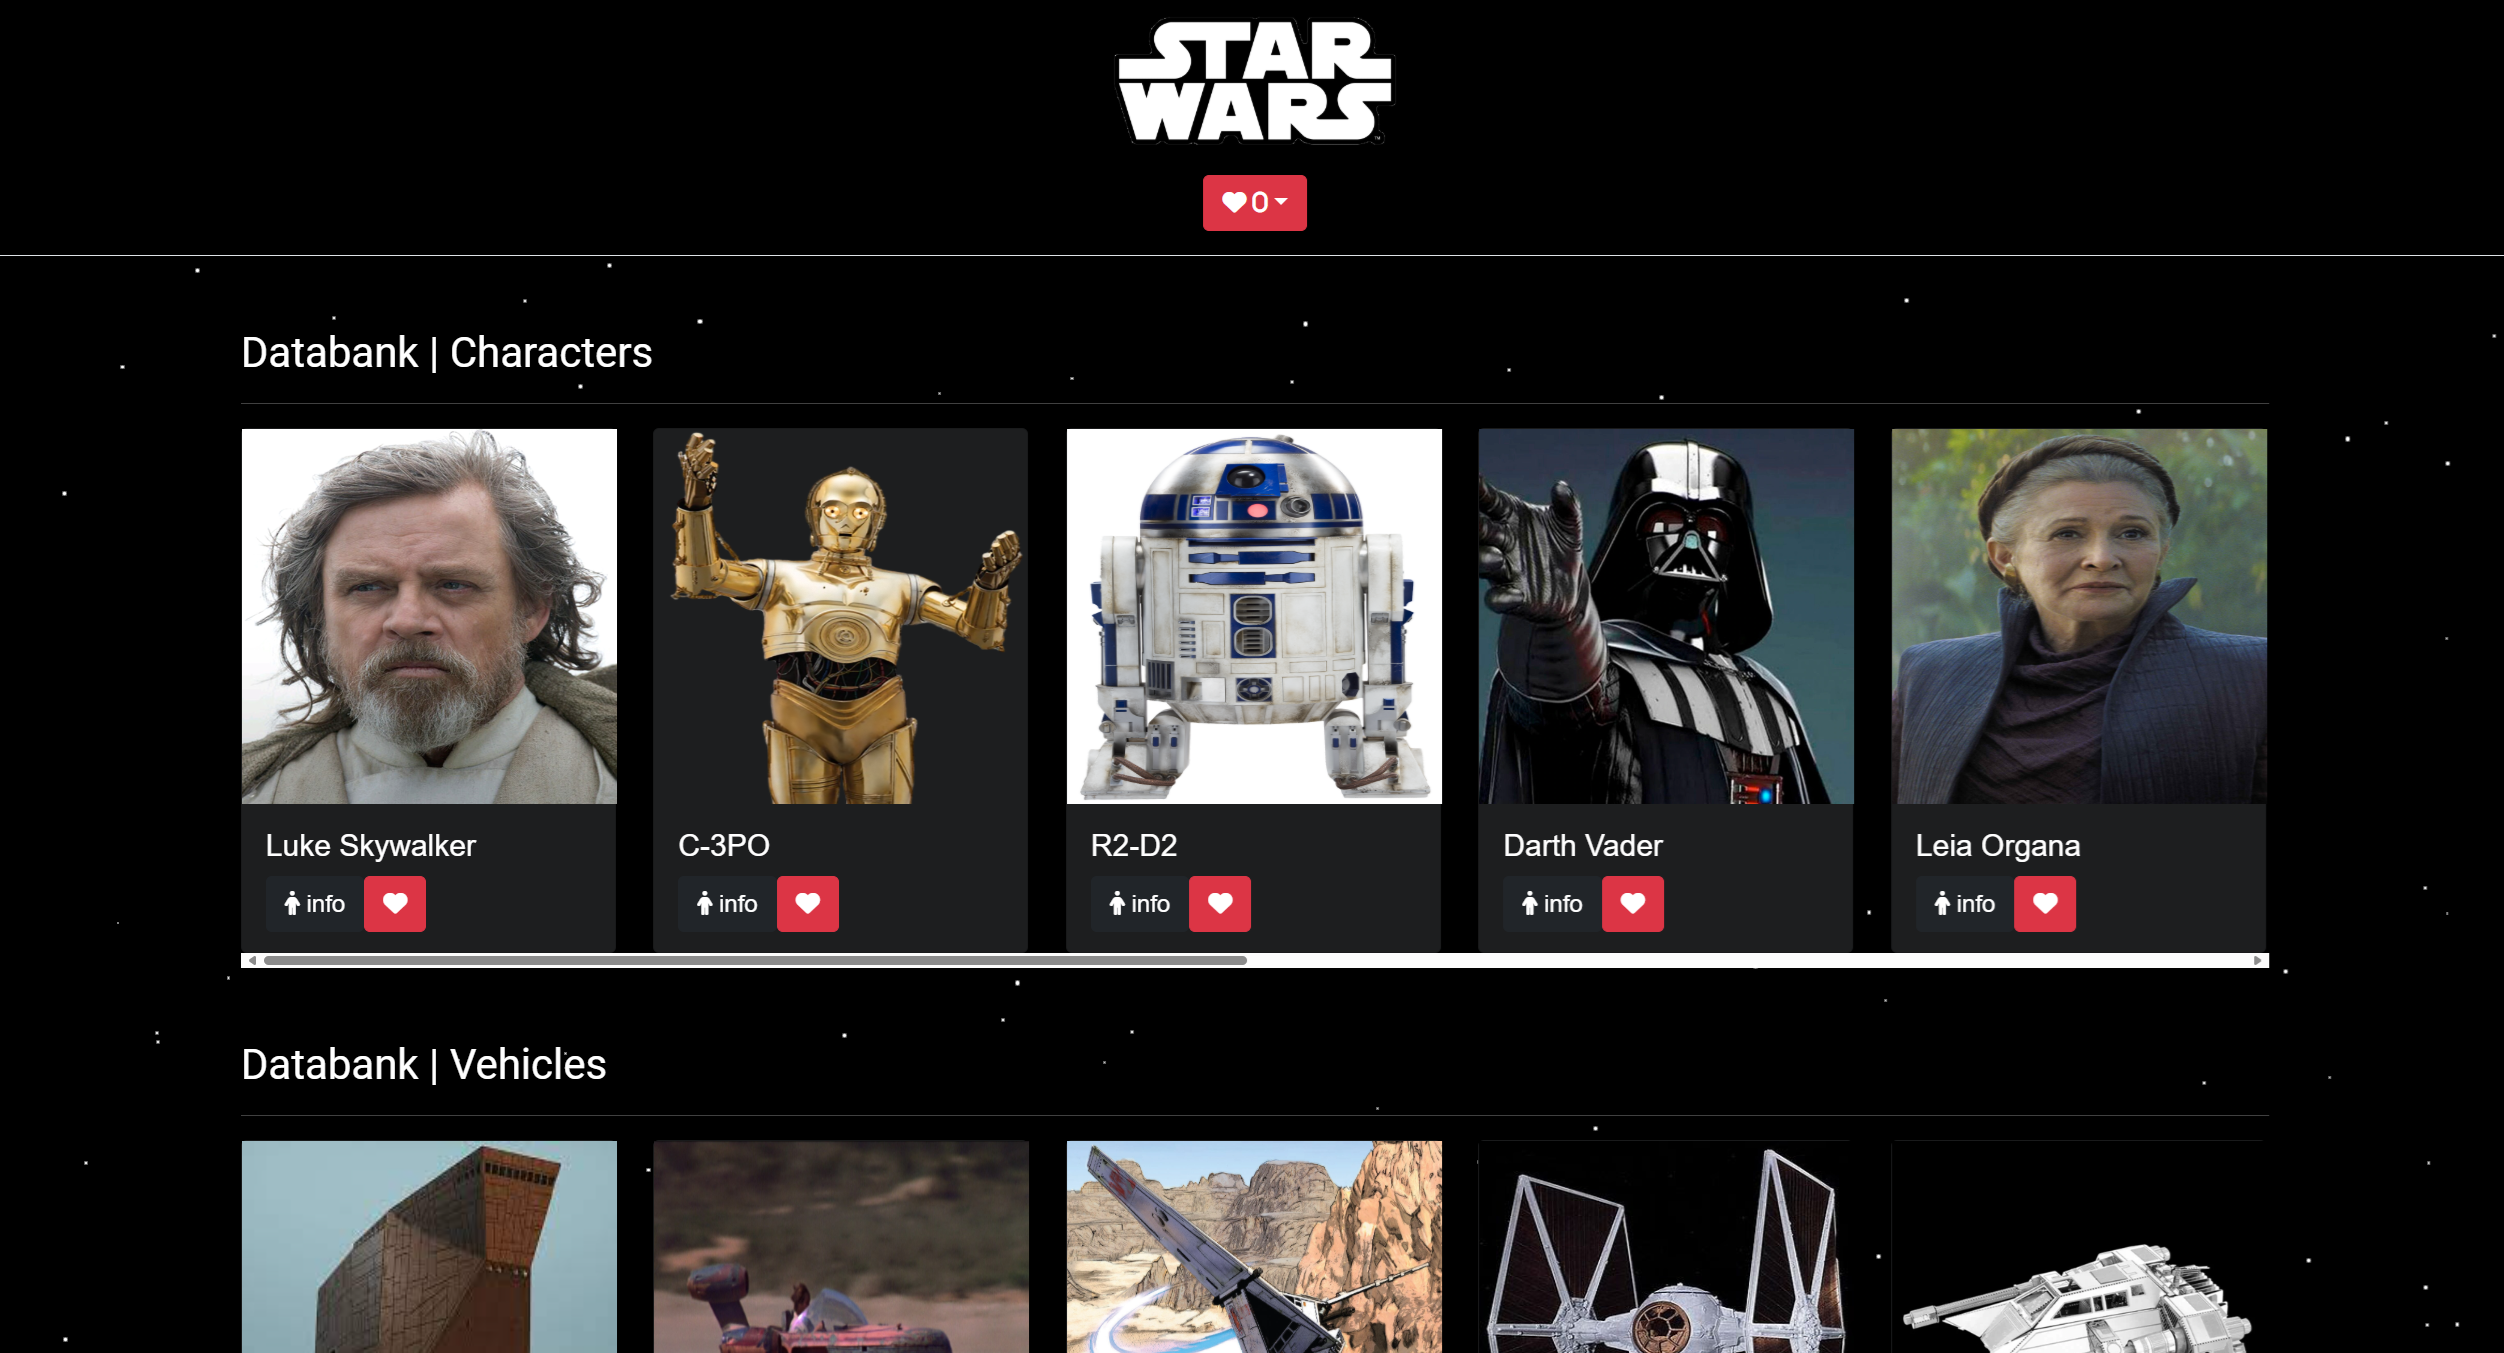 STAR
WARS
0
Databank | Characters
Luke Skywalker
info
C-3PO
info
R2-D2
info
Darth Vader
info
Leia Organa
info
Databank | Vehicles